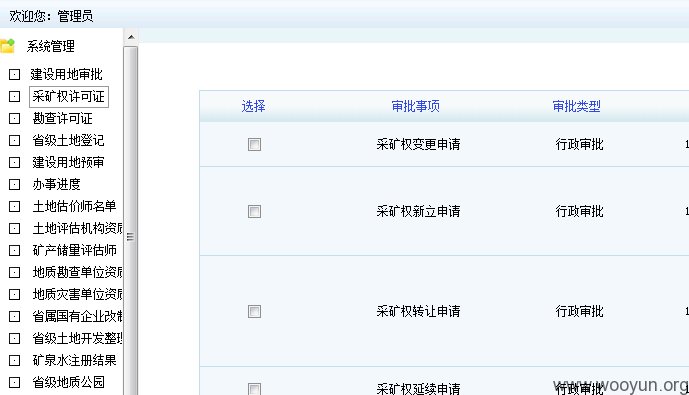 欢迎您：管理员
系统管理
建设用地审批
采矿权许可证
勘查许可证
省级土地登记
建设用地预审
办事进度
土地估价师名单
土地评估机构资质
矿产储量评估师
地质勘查单位资质
地质灾害单位资质
省属国有企业改制
省级土地开发整理
矿泉水注册结果
省级地质公园
选择 审批事项 审批类型
采矿权变更申请 行政审批 1
采矿权新立申请 行政审批 1
采矿权转让申请 行政审批 1
采矿权延续申请 行政审批
www.wooyun.org